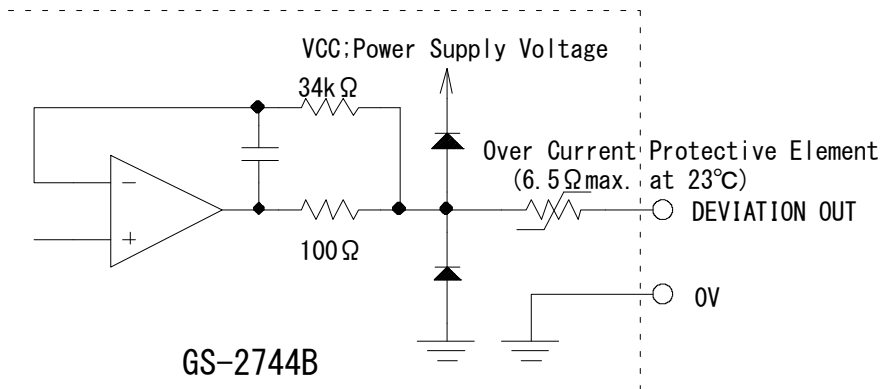 VCC;Power Supply Voltage
34kΩ
Over Current Protective Element
(6.5Ωmax. at 23℃)
−
+
100Ω
DEVIATION OUT
0V
GS-2744B